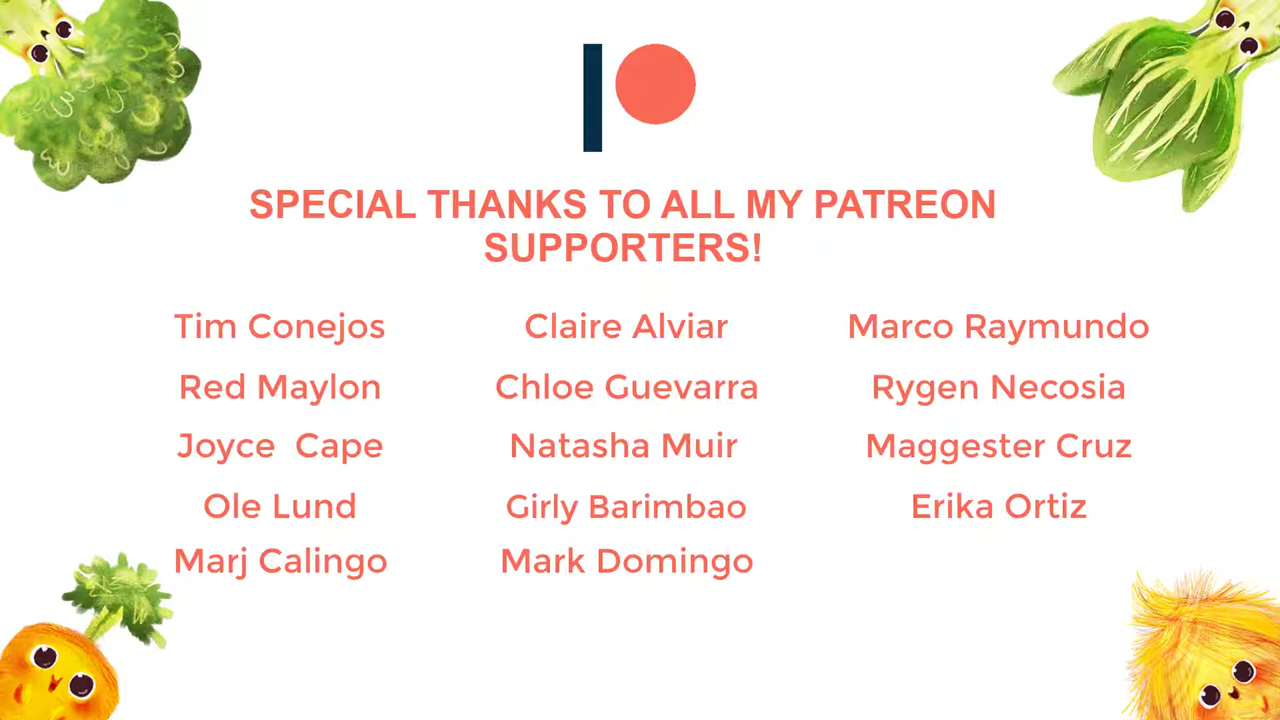 SPECIAL THANKS TO ALL MY PATREON
SUPPORTERS!
Tim Conejos
Claire Alviar
Marco Raymundo
Red Maylon
Chloe Guevarra
Rygen Necosia
Joyce  Cape
Natasha Muir
Maggester Cruz
Ole Lund
Girly Barimbao
Erika Ortiz
Marj Calingo
Mark Domingo